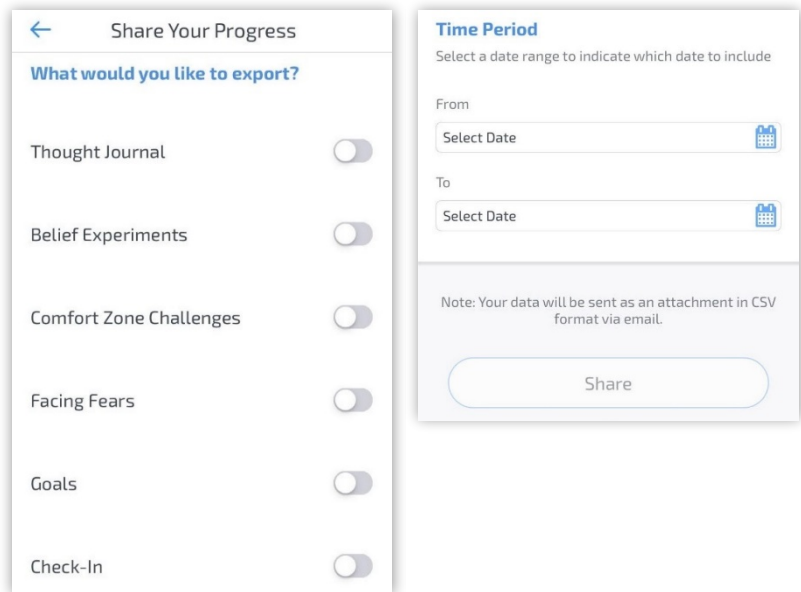 Share Your Progress
What would you like to export?
Thought Journal
Belief Experiments
Comfort Zone Challenges
Facing Fears
Goals
Check-In
Time Period
Select a date range to indicate which date to include
From
Select Date
To
Select Date
Note: Your data will be sent as an attachment in CSV
format via email.
Share